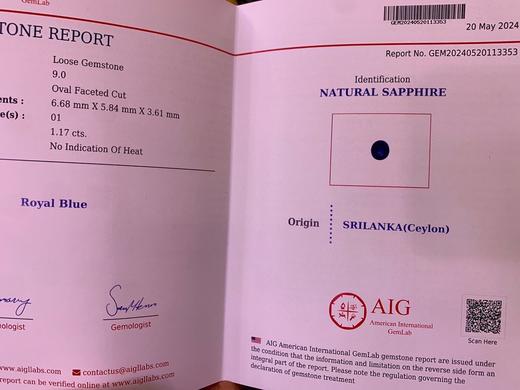 GemLab
TONE REPORT
Loose Gemstone
9.0
Oval Faceted Cut
ents : 6.68 mm X 5.84 mm X 3.61 mm
e(s) : 01
1.17 cts.
No Indication Of Heat
Royal Blue
ologist
Gemologist
www.aigllabs.com contactus@aigllabs.com
report can be verified online at www.aigllabs.com
GEM20240520113353
20 May 2024
Report No. GEM20240520113353
Identification
NATURAL SAPPHIRE
Origin SRILANKA(Ceylon)
AIG
American International
GemLab
Scan Here
AIG American International GemLab gemstone report are issued under
the condition that the information and limitation on the reverse side form an
integral part of the report. Please note the regulation governing the
declaration of gemstone treatment